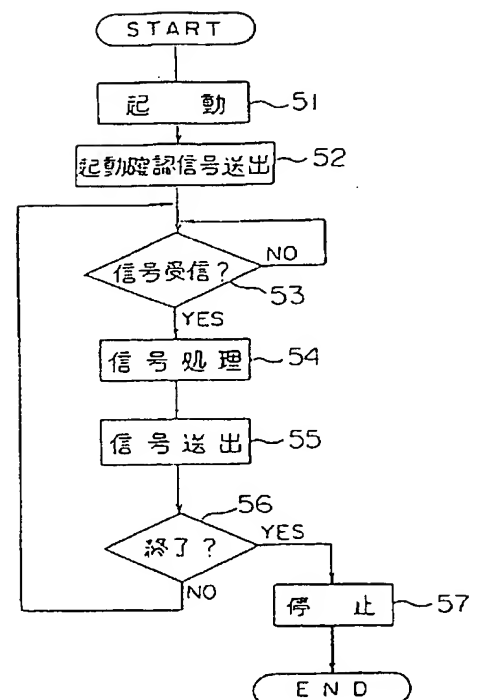 START
起動 51
起動確認信号送出 52
信号受信? NO
53
YES
信号処理 54
信号送出 55
56
終了? YES
NO
停止 57
END